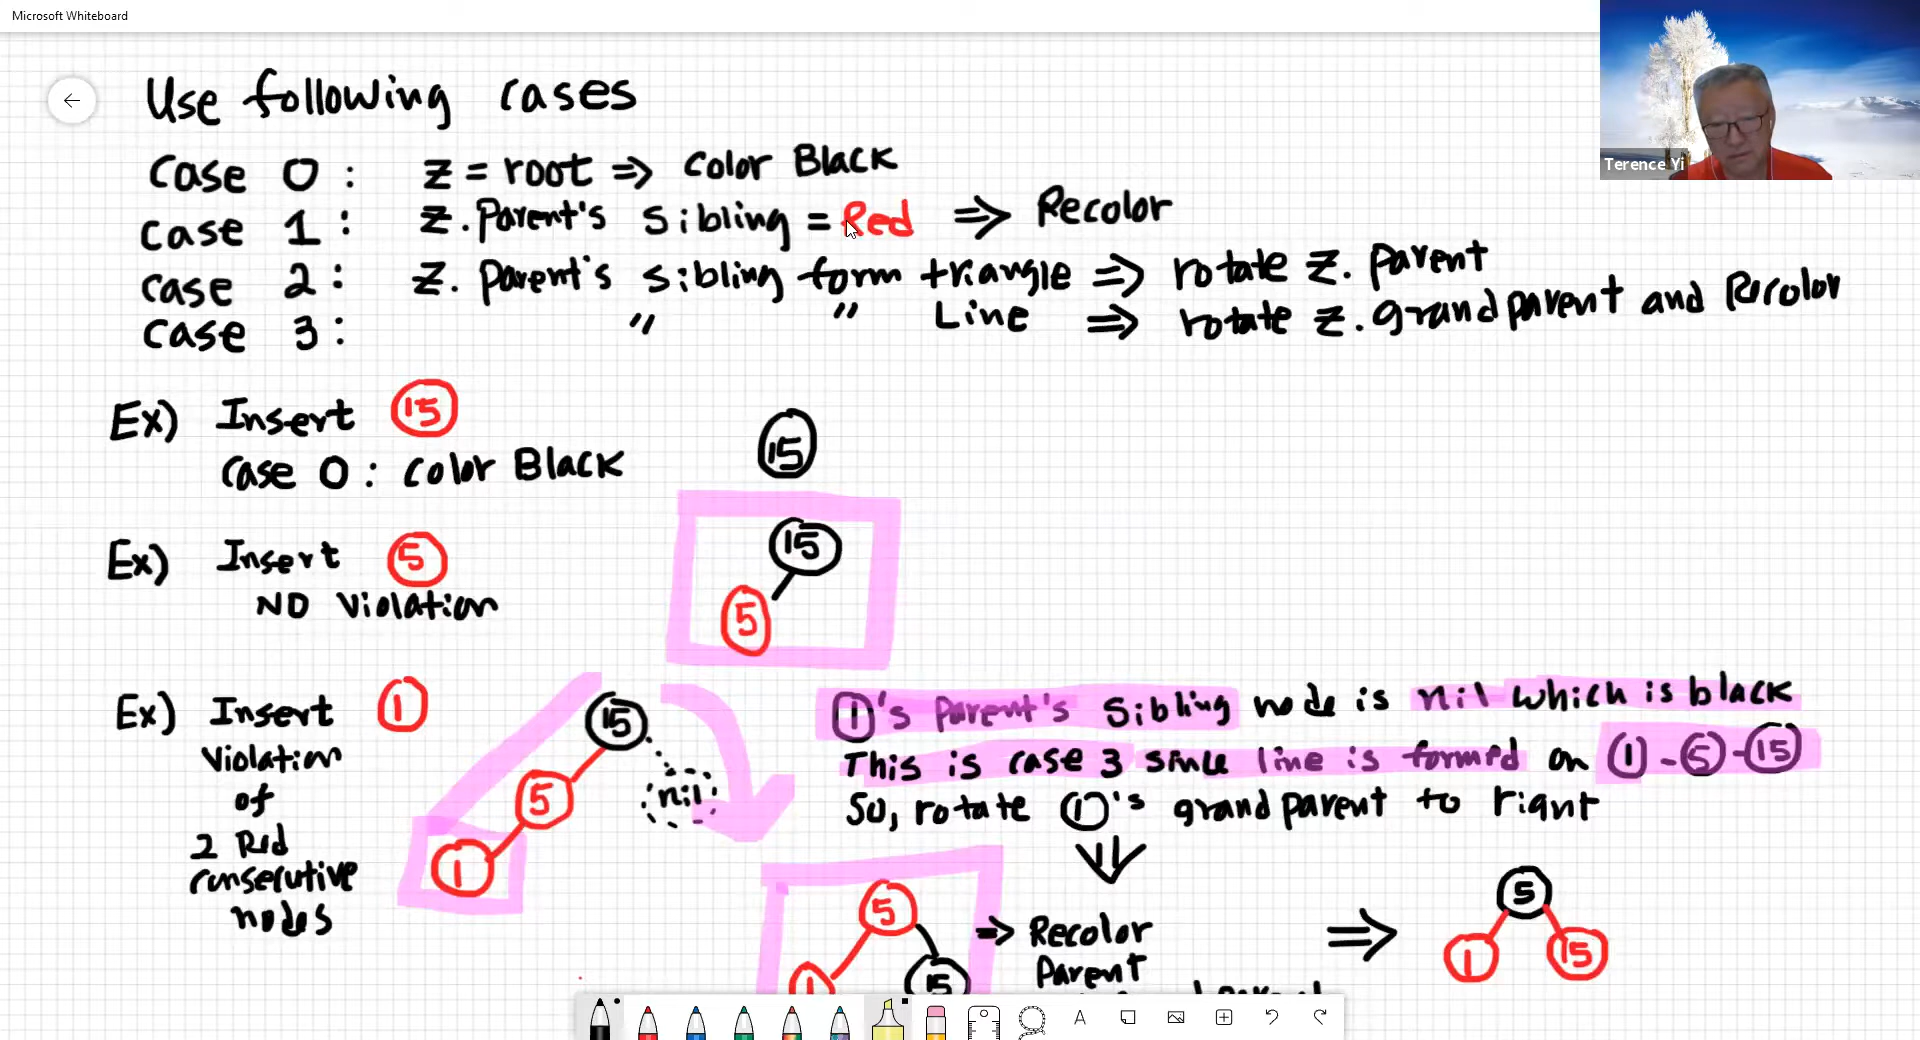 Microsoft Whiteboard
Terence Yi
Use following cases
Case 0 : z = root ⇒ color Black
Case 1 : z.Parent's Sibling = Red ⇒ Recolor
Case 2 : z. parent's sibling form triangle ⇒ rotate z. parent
Case 3 : " " Line ⇒ rotate z.grandparent and Recolor
Ex) Insert 15
Case 0 : color Black
15
Ex) Insert 5
NO Violation
15
5
Ex) Insert 1
Violation
of
2 Red
consecutive
nodes
15
5
nil
1
1's parent's Sibling node is nil which is black
This is case 3 since line is formed on 1 - 5 - 15
So, rotate 1's grandparent to right
5
1
15
⇒ Recolor
Parent
⇒
5
1
15
A